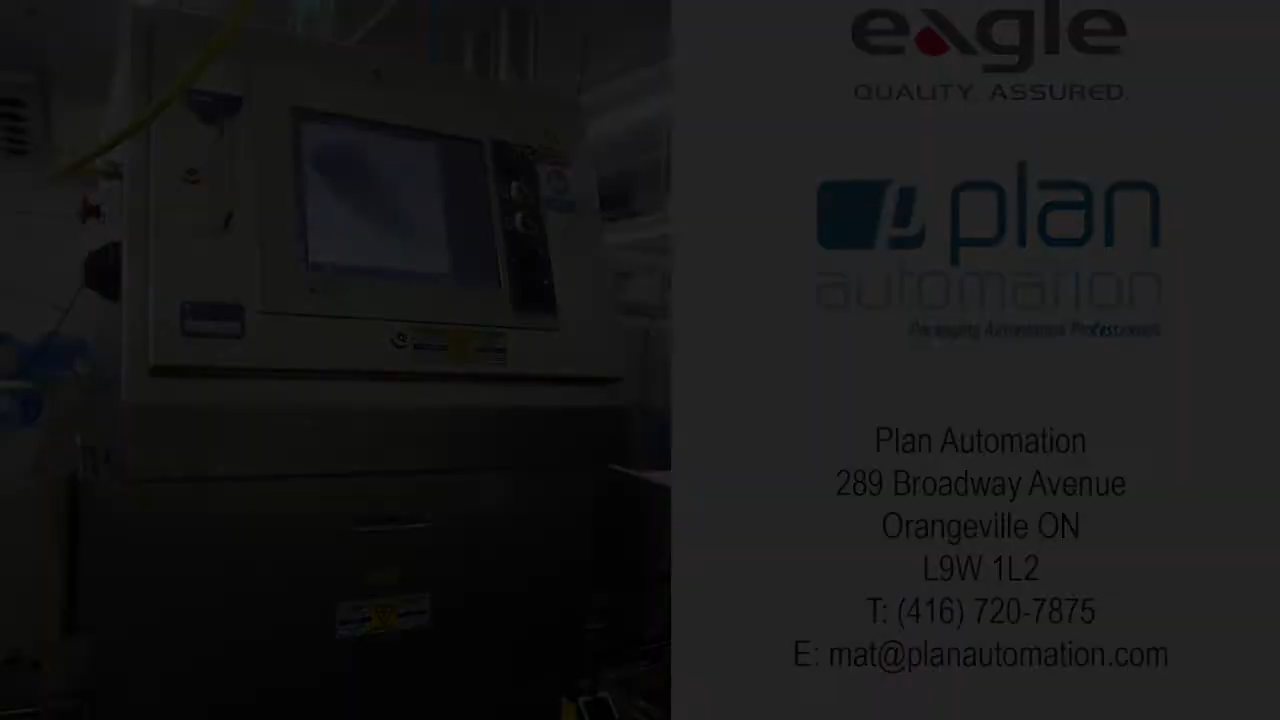 eagle
QUALITY. ASSURED.
plan
automation
Packaging Automation Professionals
Plan Automation
289 Broadway Avenue
Orangeville ON
L9W 1L2
T: (416) 720-7875
E: mat@planautomation.com